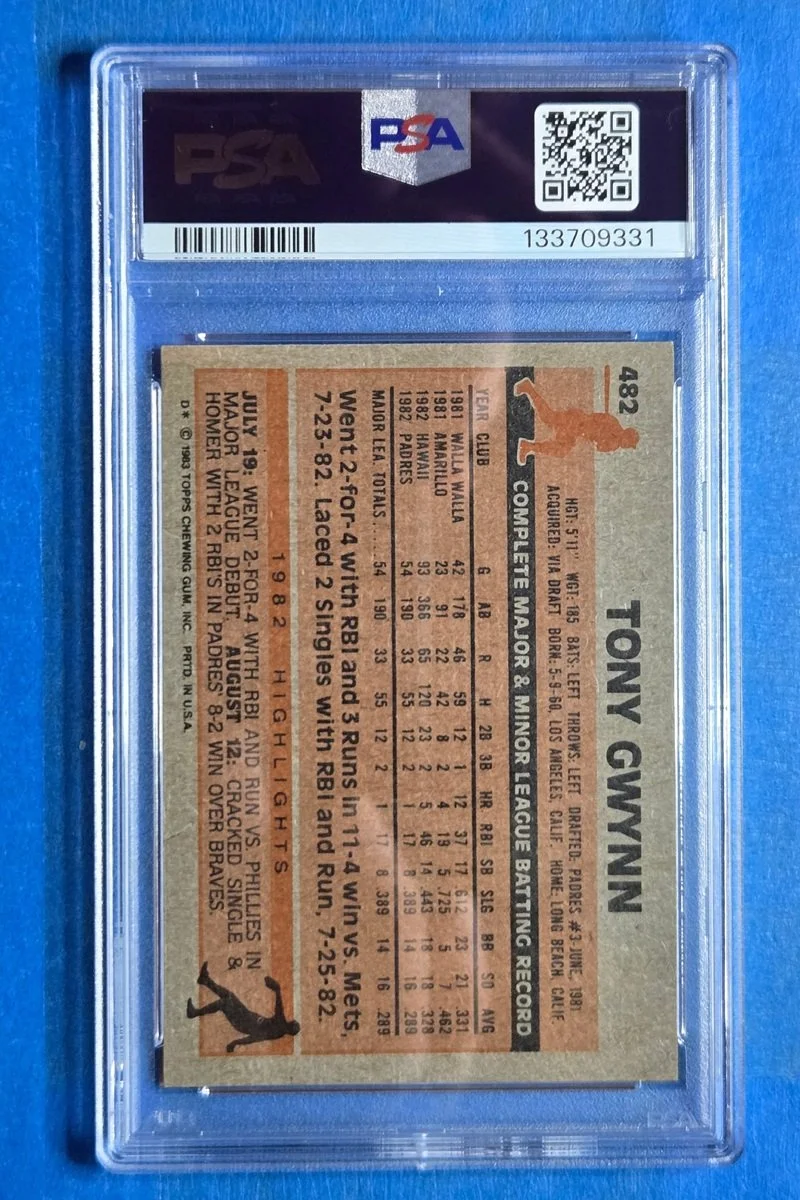 PSA
PSA
133709331
482
TONY GWYNN
HGT: 5'11" WGT: 185 BATS: LEFT THROWS: LEFT DRAFTED: PADRES #3-JUNE, 1981
ACQUIRED: VIA DRAFT BORN: 5-9-60, LOS ANGELES, CALIF. HOME: LONG BEACH, CALIF.
COMPLETE MAJOR & MINOR LEAGUE BATTING RECORD
YEAR CLUB G AB R H 2B 3B HR RBI SB SLG BB SO AVG
1981 WALLA WALLA 42 178 46 59 12 1 12 37 17 .612 23 21 .331
1981 AMARILLO 23 91 22 42 8 2 4 19 5 .725 5 7 .462
1982 HAWAII 93 366 65 120 23 2 5 46 14 .443 18 18 .328
1982 PADRES 54 190 33 55 12 2 1 17 8 .389 14 16 .289
MAJOR LEA. TOTALS.....54 190 33 55 12 2 1 17 8 .389 14 16 .289
Went 2-for-4 with RBI and 3 Runs in 11-4 win vs. Mets,
7-23-82. Laced 2 Singles with RBI and Run, 7-25-82.
1982 HIGHLIGHTS
JULY 19: WENT 2-FOR-4 WITH RBI AND RUN VS. PHILLIES IN
MAJOR LEAGUE DEBUT. AUGUST 12: CRACKED SINGLE &
HOMER WITH 2 RBI'S IN PADRES' 8-2 WIN OVER BRAVES.
D* © 1983 TOPPS CHEWING GUM, INC. PRTD. IN U.S.A.